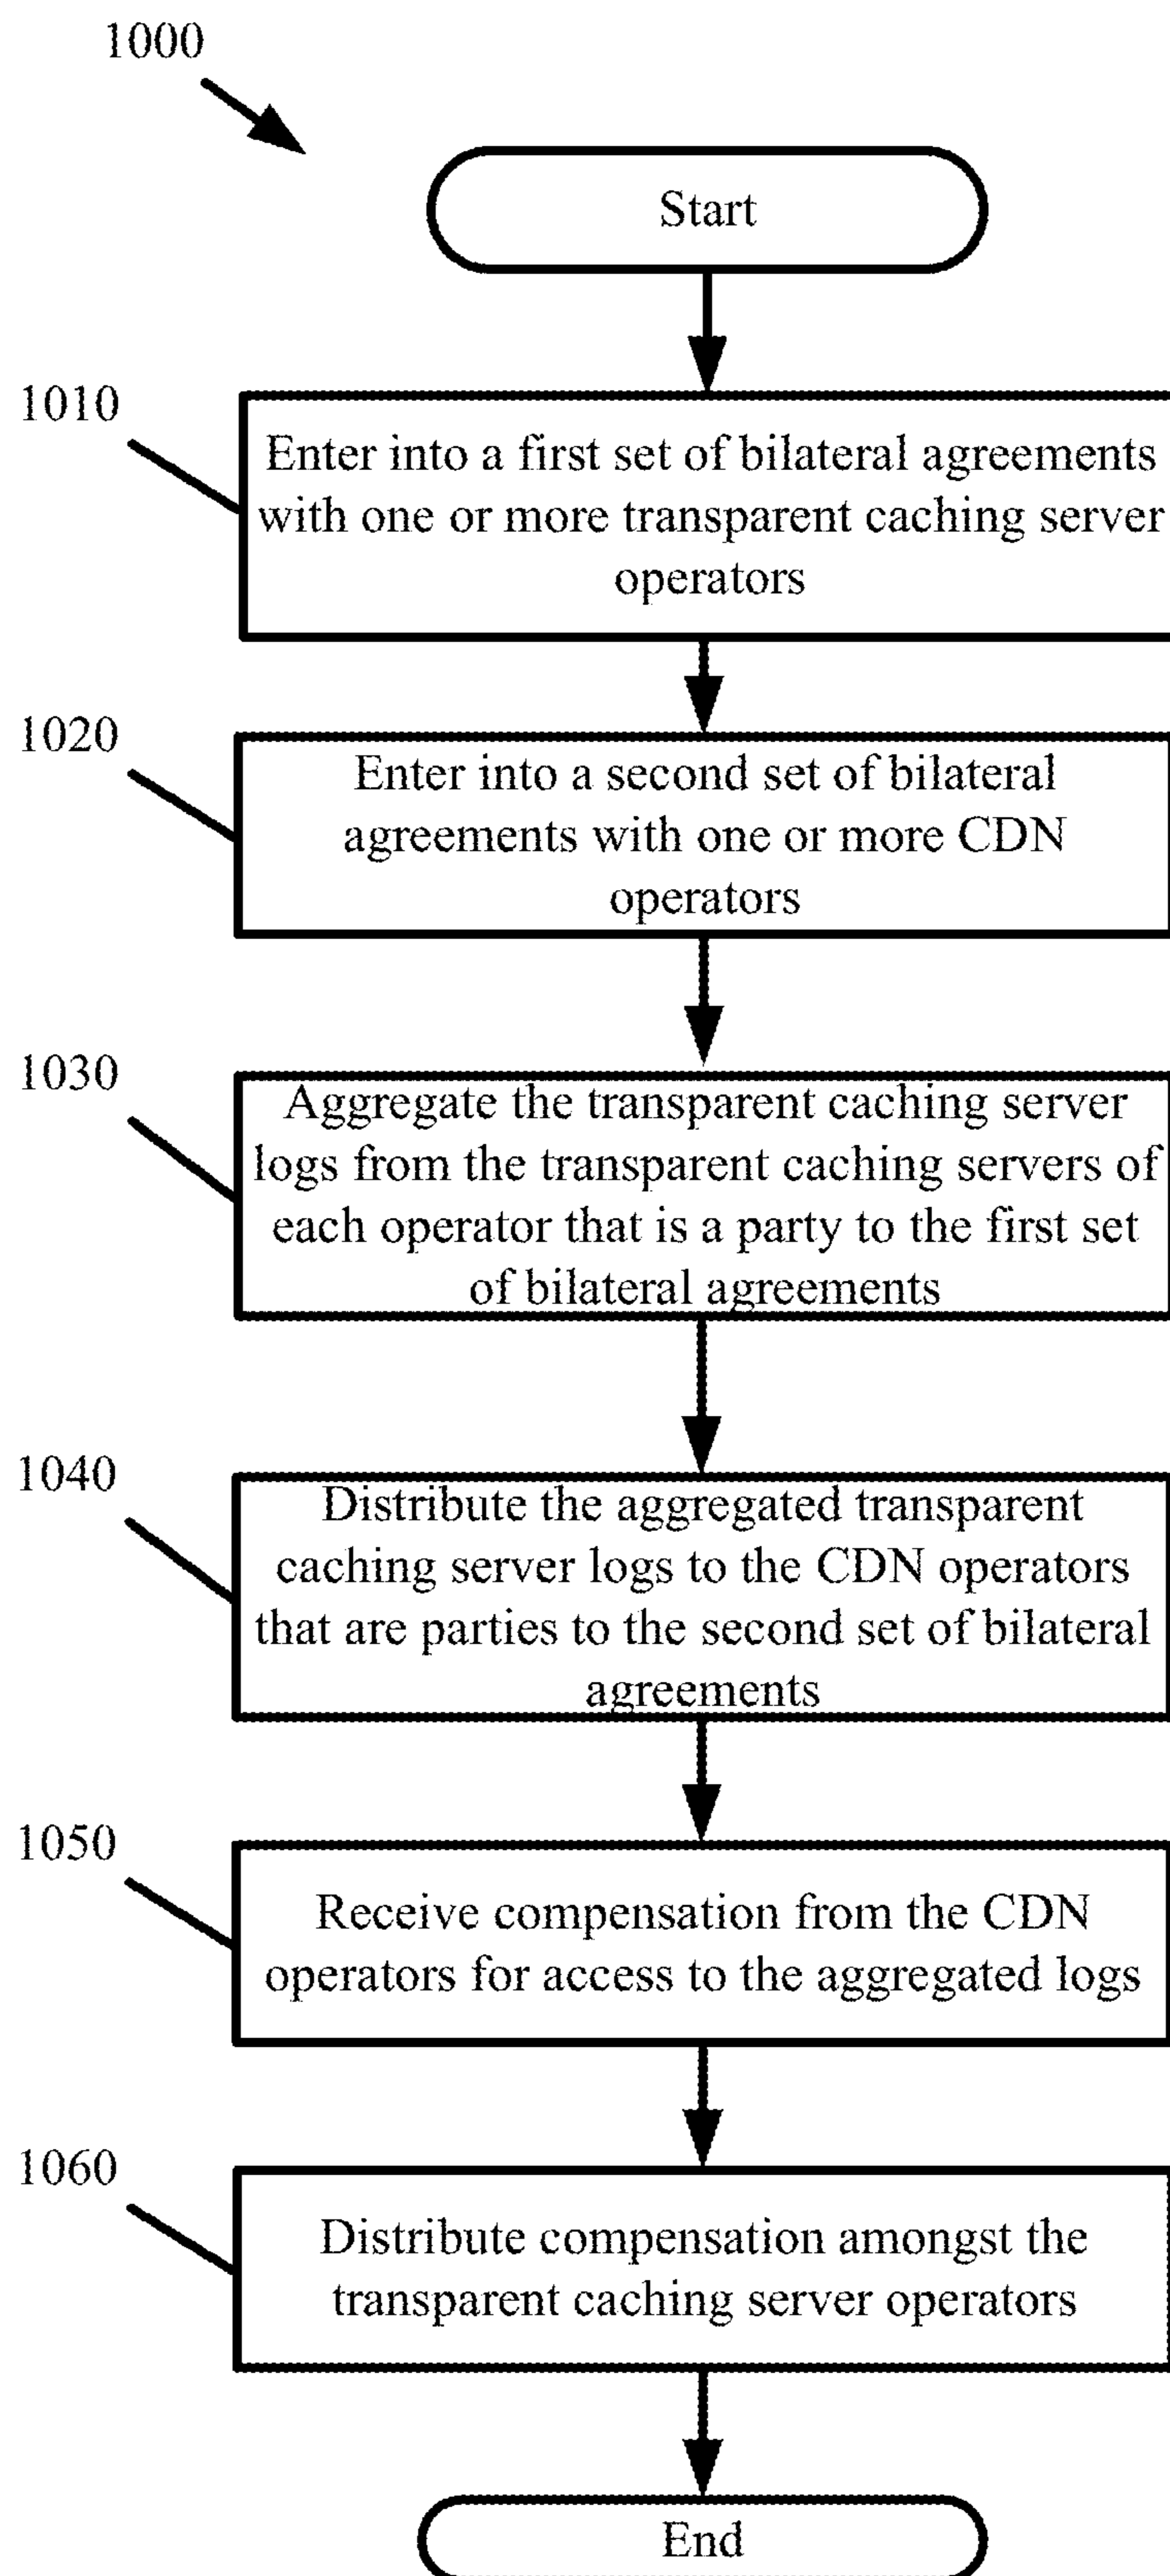 1000
Start
1010
Enter into a first set of bilateral agreements
with one or more transparent caching server
operators
1020
Enter into a second set of bilateral
agreements with one or more CDN
operators
1030
Aggregate the transparent caching server
logs from the transparent caching servers of
each operator that is a party to the first set
of bilateral agreements
1040
Distribute the aggregated transparent
caching server logs to the CDN operators
that are parties to the second set of bilateral
agreements
1050
Receive compensation from the CDN
operators for access to the aggregated logs
1060
Distribute compensation amongst the
transparent caching server operators
End